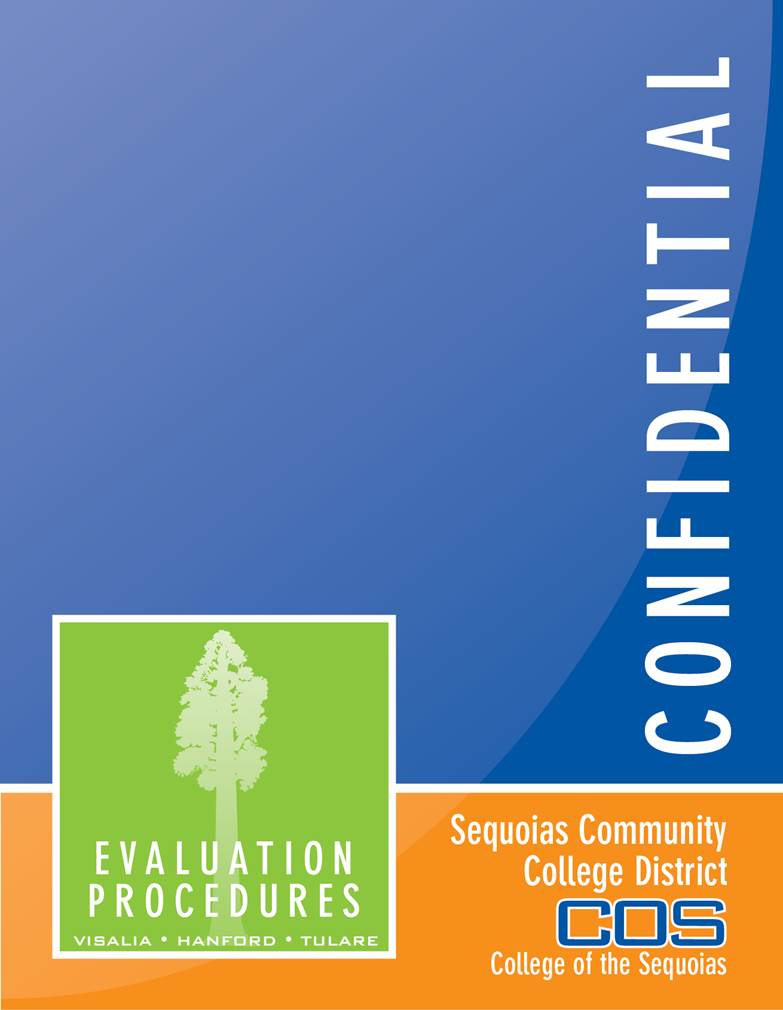 CONFIDENTIAL
EVALUATION
PROCEDURES
VISALIA • HANFORD • TULARE
Sequoias Community
College District
COS
College of the Sequoias